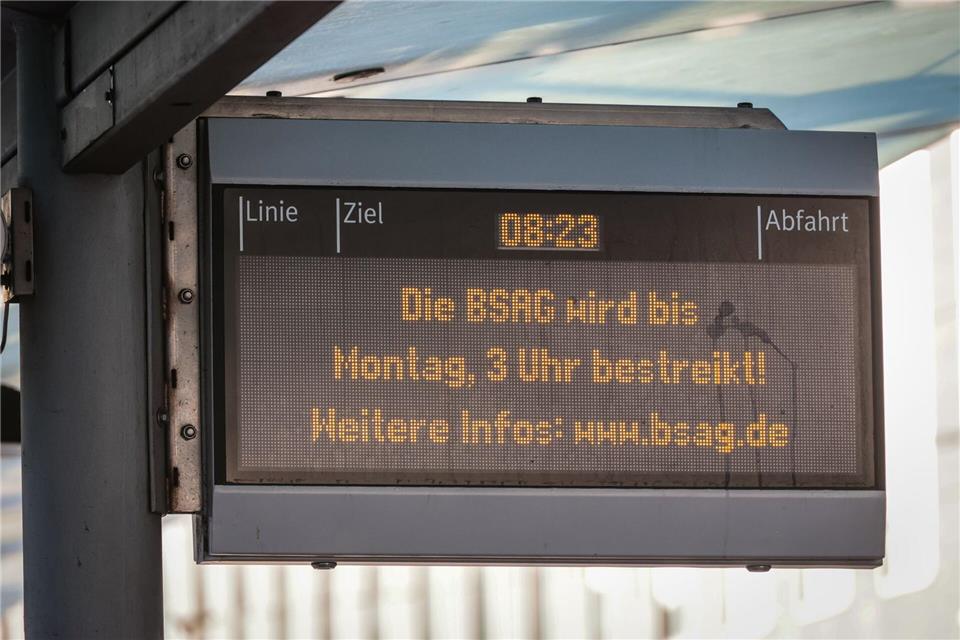 Linie Ziel 08:23 Abfahrt
Die BSAG wird bis
Montag, 3 Uhr bestreikt!
Weitere Infos: www.bsag.de